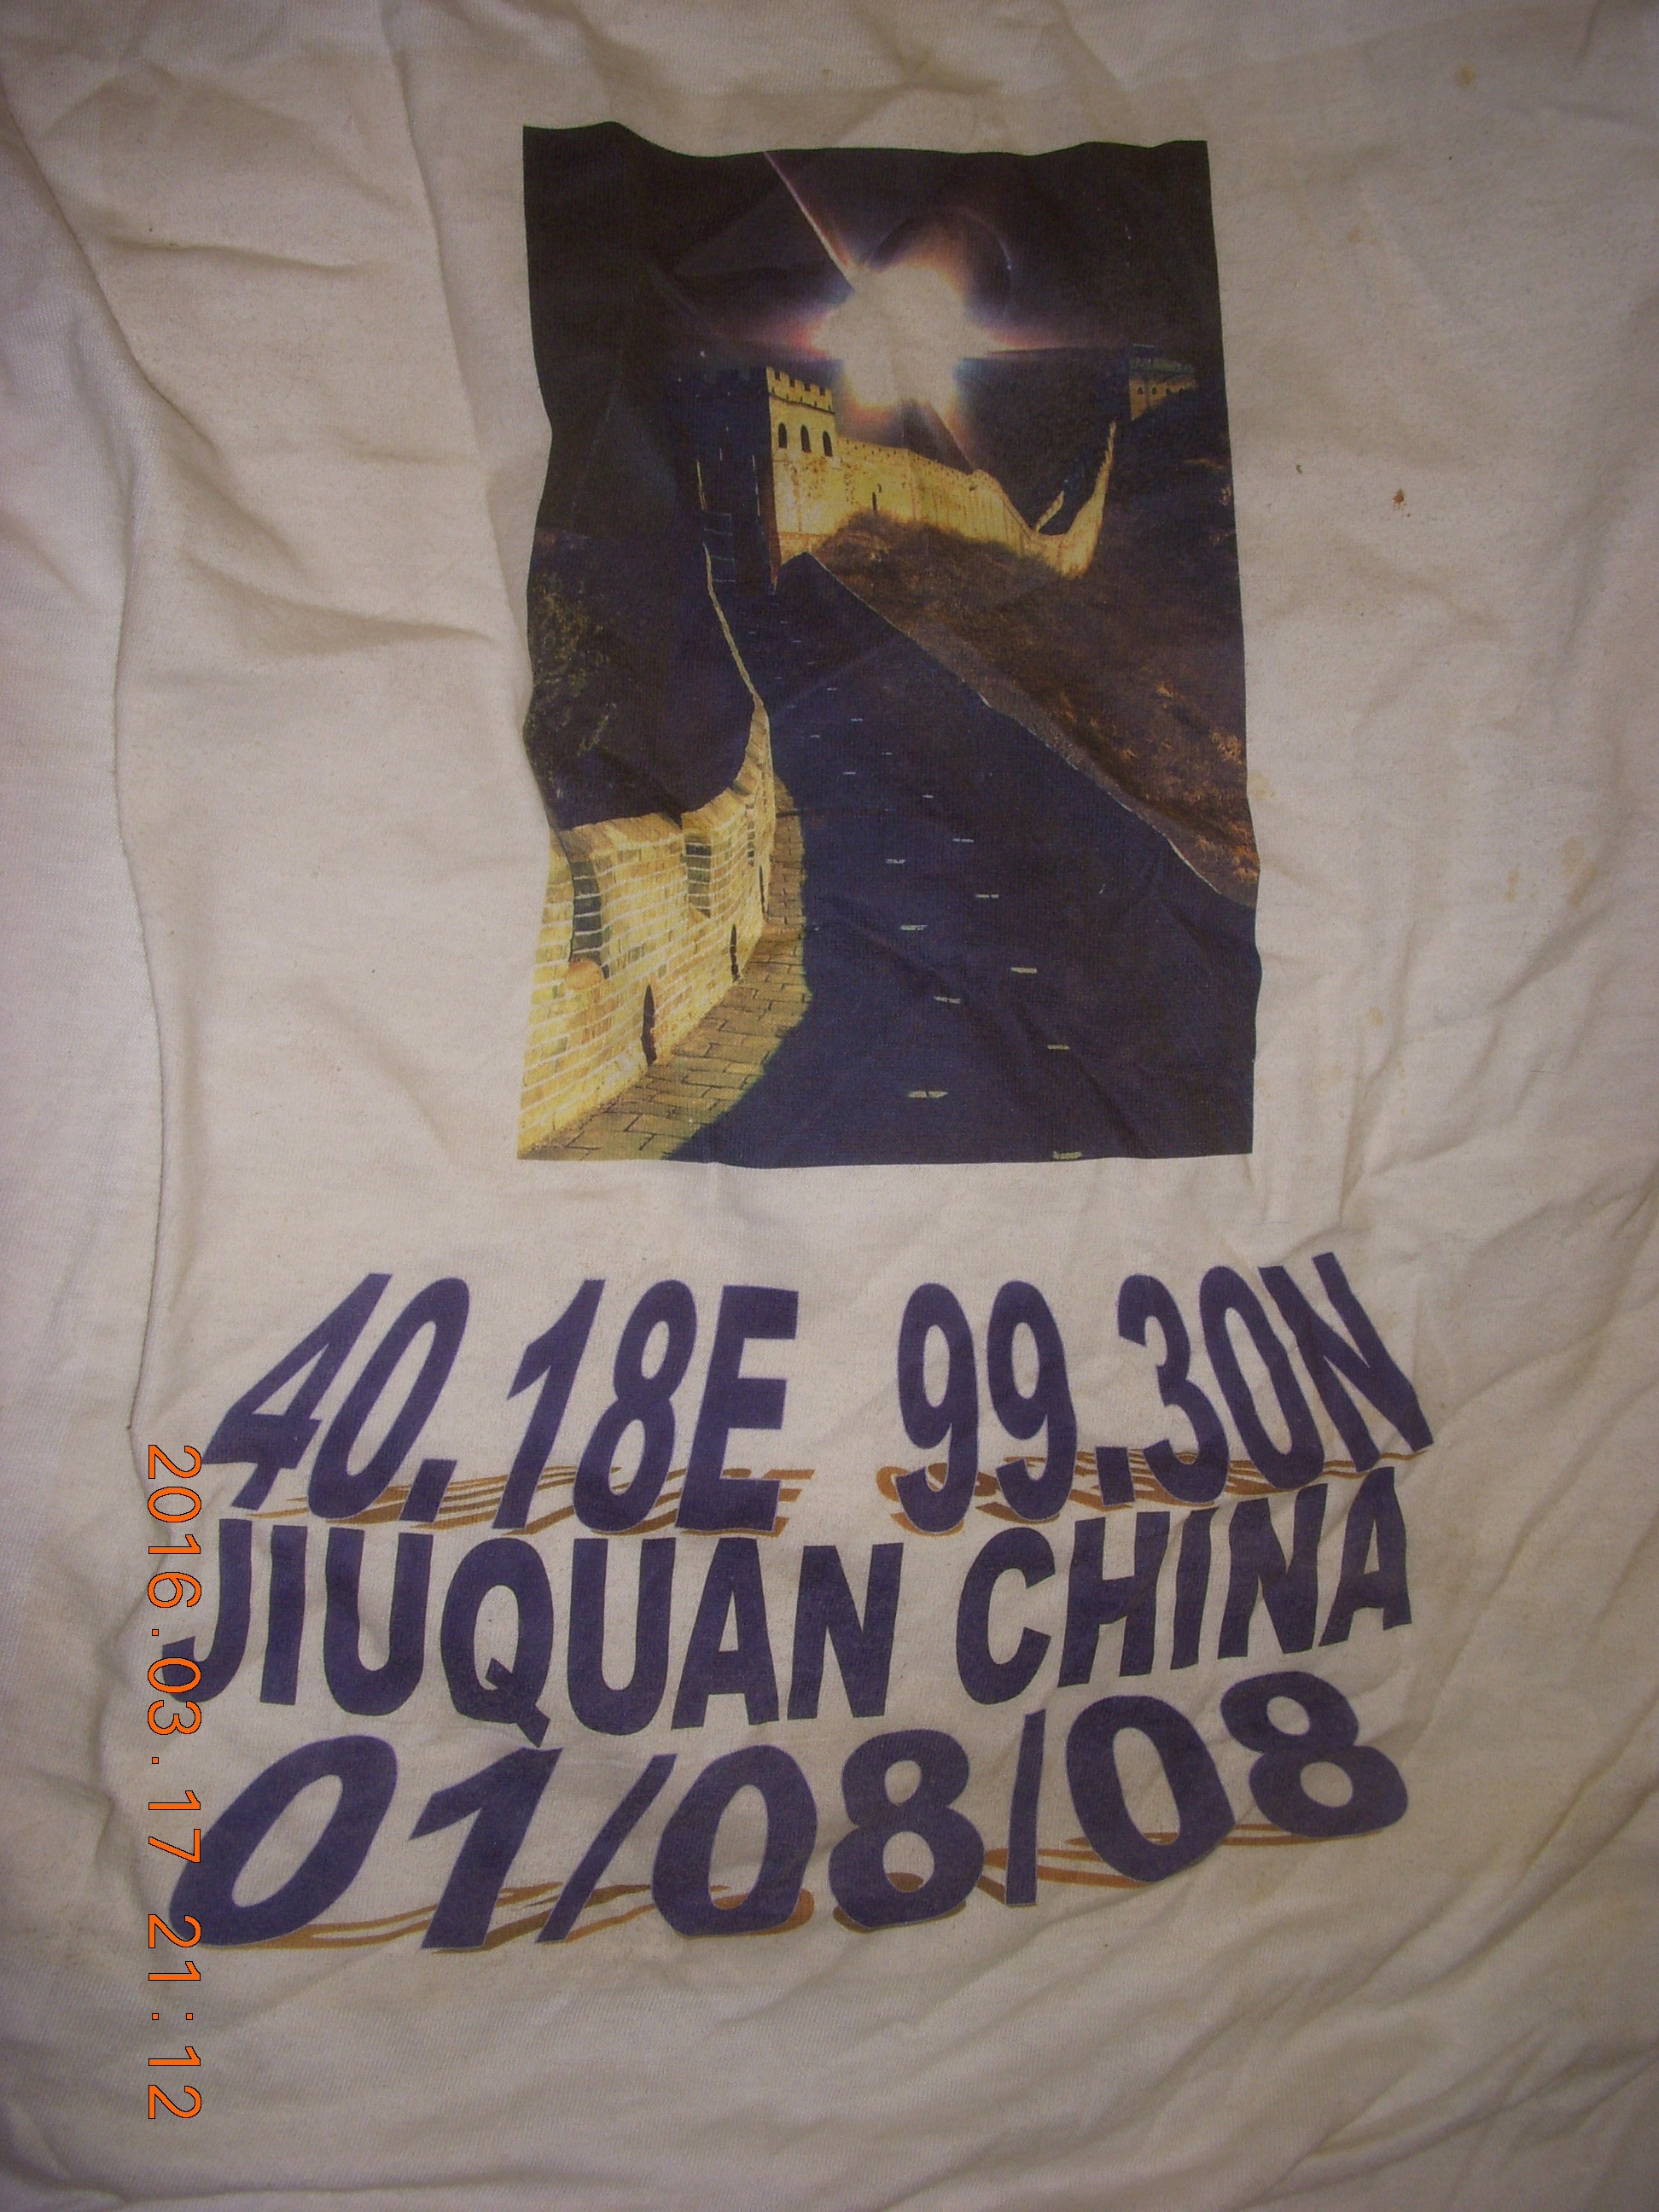 40.18E 99.30N
JIUQUAN CHINA
01/08/08
2016.03.17 21:12